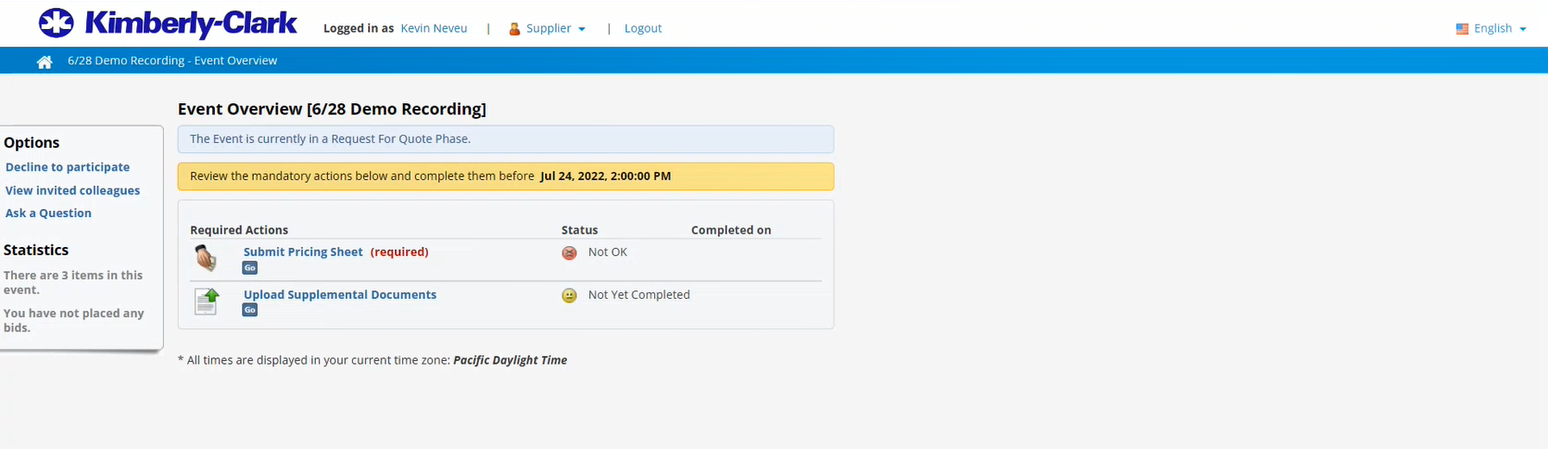 Kimberly-Clark Logged in as Kevin Neveu | Supplier | Logout English
6/28 Demo Recording - Event Overview
Event Overview [6/28 Demo Recording]
The Event is currently in a Request For Quote Phase.
Review the mandatory actions below and complete them before Jul 24, 2022, 2:00:00 PM
Options
Decline to participate
View invited colleagues
Ask a Question
Statistics
There are 3 items in this
event.
You have not placed any
bids.
Required Actions Status Completed on
Submit Pricing Sheet (required) Not OK
Go
Upload Supplemental Documents Not Yet Completed
Go
* All times are displayed in your current time zone: Pacific Daylight Time